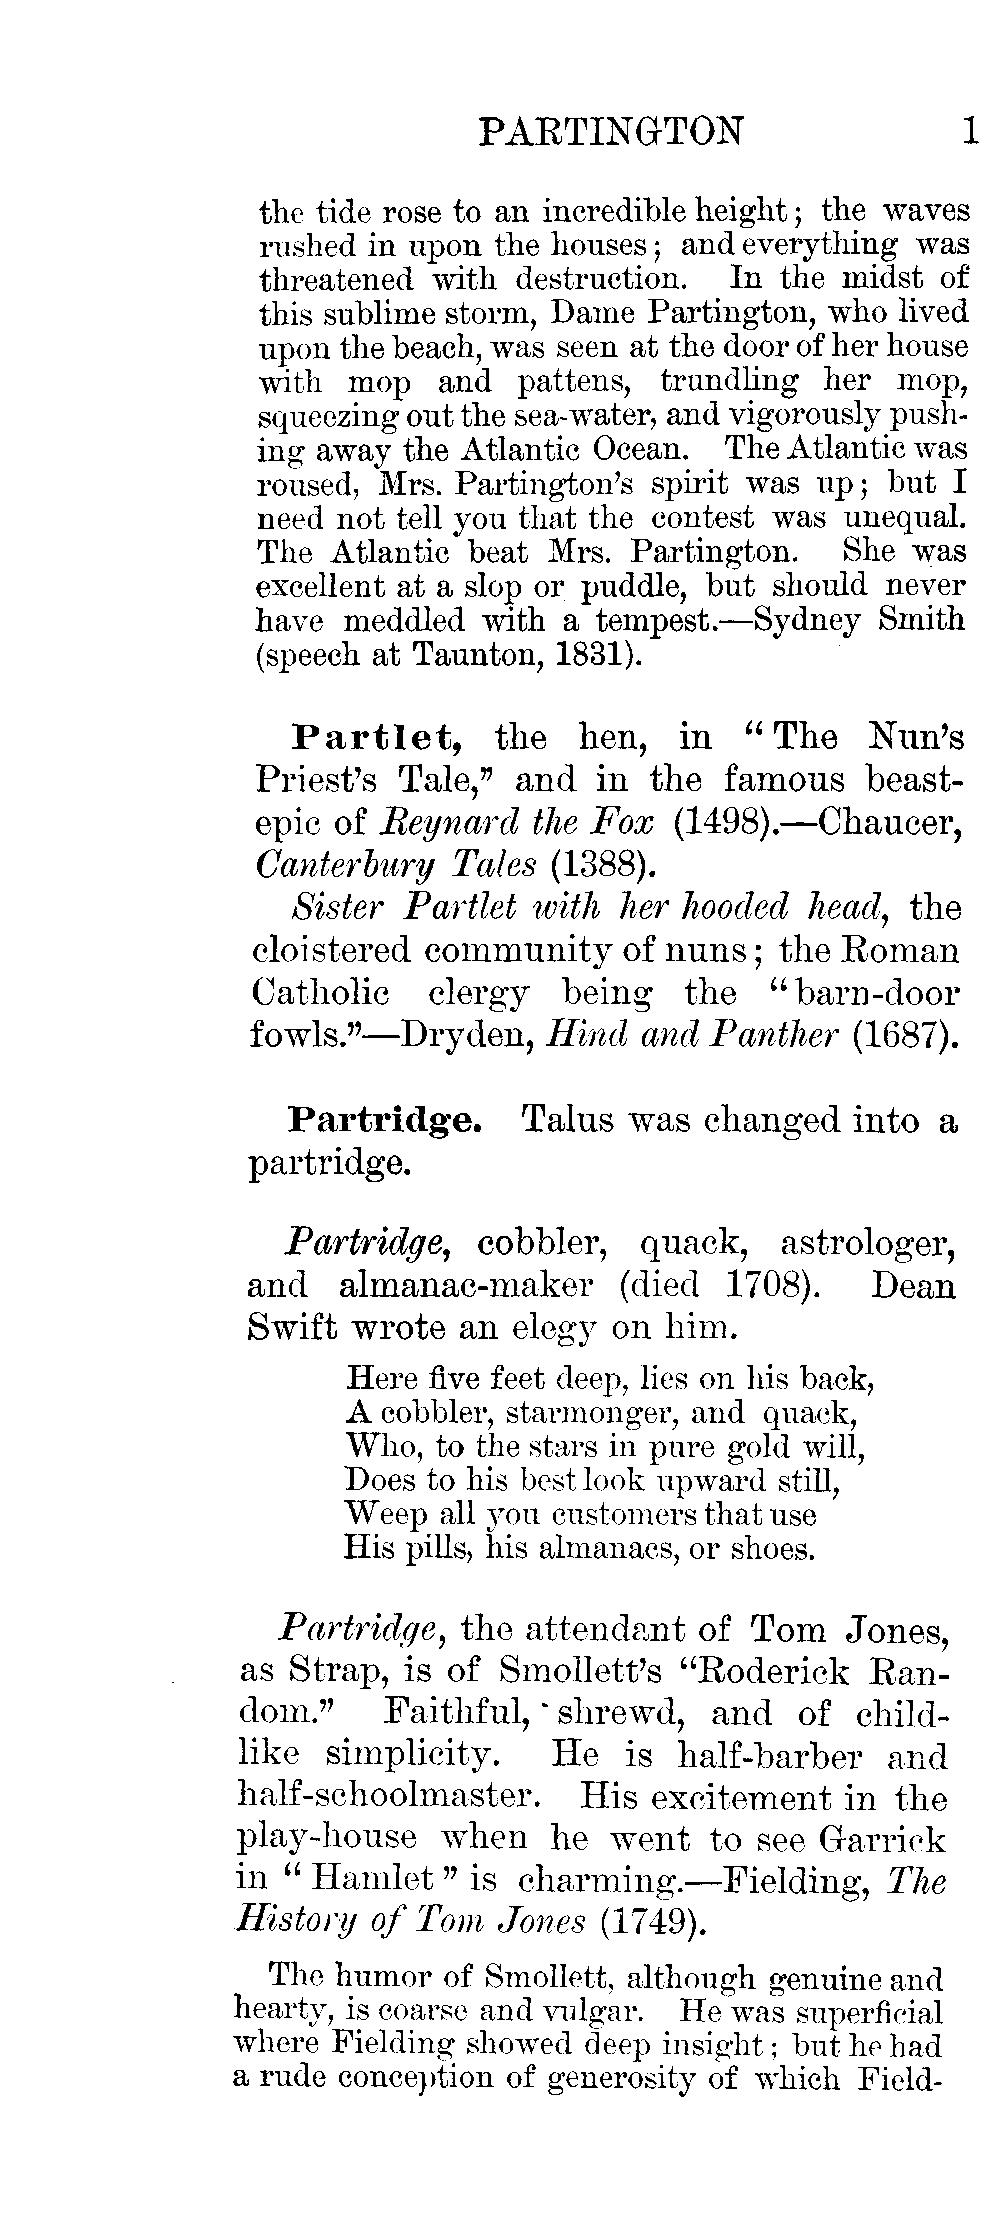 PARTINGTON 1
the tide rose to an incredible height; the waves
rushed in upon the houses; and everything was
threatened with destruction. In the midst of
this sublime storm, Dame Partington, who lived
upon the beach, was seen at the door of her house
with mop and pattens, trundling her mop,
squeezing out the sea-water, and vigorously push-
ing away the Atlantic Ocean. The Atlantic was
roused, Mrs. Partington's spirit was up; but I
need not tell you that the contest was unequal.
The Atlantic beat Mrs. Partington. She was
excellent at a slop or puddle, but should never
have meddled with a tempest.—Sydney Smith
(speech at Taunton, 1831).
Partlet, the hen, in "The Nun's
Priest's Tale," and in the famous beast-
epic of Reynard the Fox (1498).—Chaucer,
Canterbury Tales (1388).
Sister Partlet with her hooded head, the
cloistered community of nuns; the Roman
Catholic clergy being the "barn-door
fowls."—Dryden, Hind and Panther (1687).
Partridge. Talus was changed into a
partridge.
Partridge, cobbler, quack, astrologer,
and almanac-maker (died 1708). Dean
Swift wrote an elegy on him.
Here five feet deep, lies on his back,
A cobbler, starmonger, and quack,
Who, to the stars in pure gold will,
Does to his best look upward still,
Weep all you customers that use
His pills, his almanacs, or shoes.
Partridge, the attendant of Tom Jones,
as Strap, is of Smollett's "Roderick Ran-
dom." Faithful, shrewd, and of child-
like simplicity. He is half-barber and
half-schoolmaster. His excitement in the
play-house when he went to see Garrick
in "Hamlet" is charming.—Fielding, The
History of Tom Jones (1749).
The humor of Smollett, although genuine and
hearty, is coarse and vulgar. He was superficial
where Fielding showed deep insight; but he had
a rude conception of generosity of which Field-